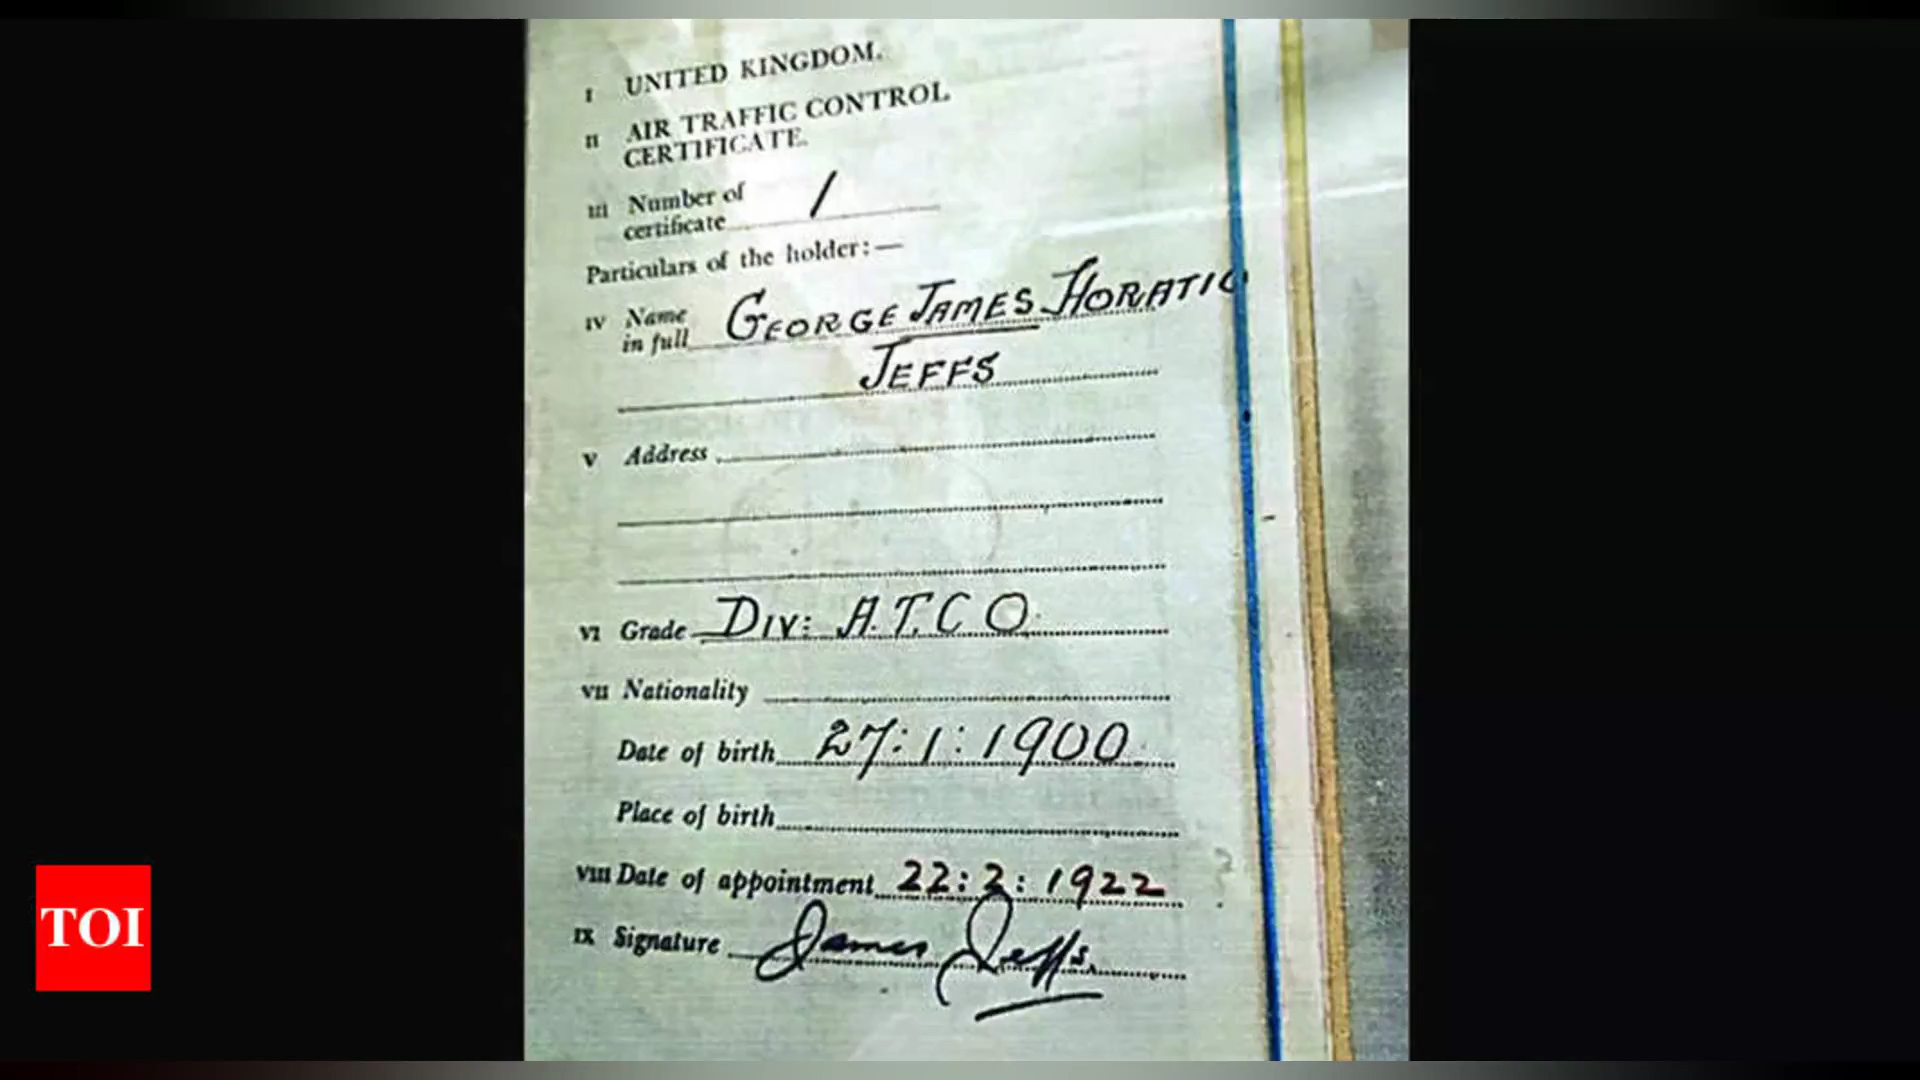 I UNITED KINGDOM.
II AIR TRAFFIC CONTROL
CERTIFICATE.
III Number of
certificate 1
Particulars of the holder:—
IV Name
in full GEORGE JAMES HORATIO
JEFFS
V Address
VI Grade DIV: A.T.C O.
VII Nationality
Date of birth 27:1:1900
Place of birth
VIII Date of appointment 22:2:1922
IX Signature James Jeffs.
TOI